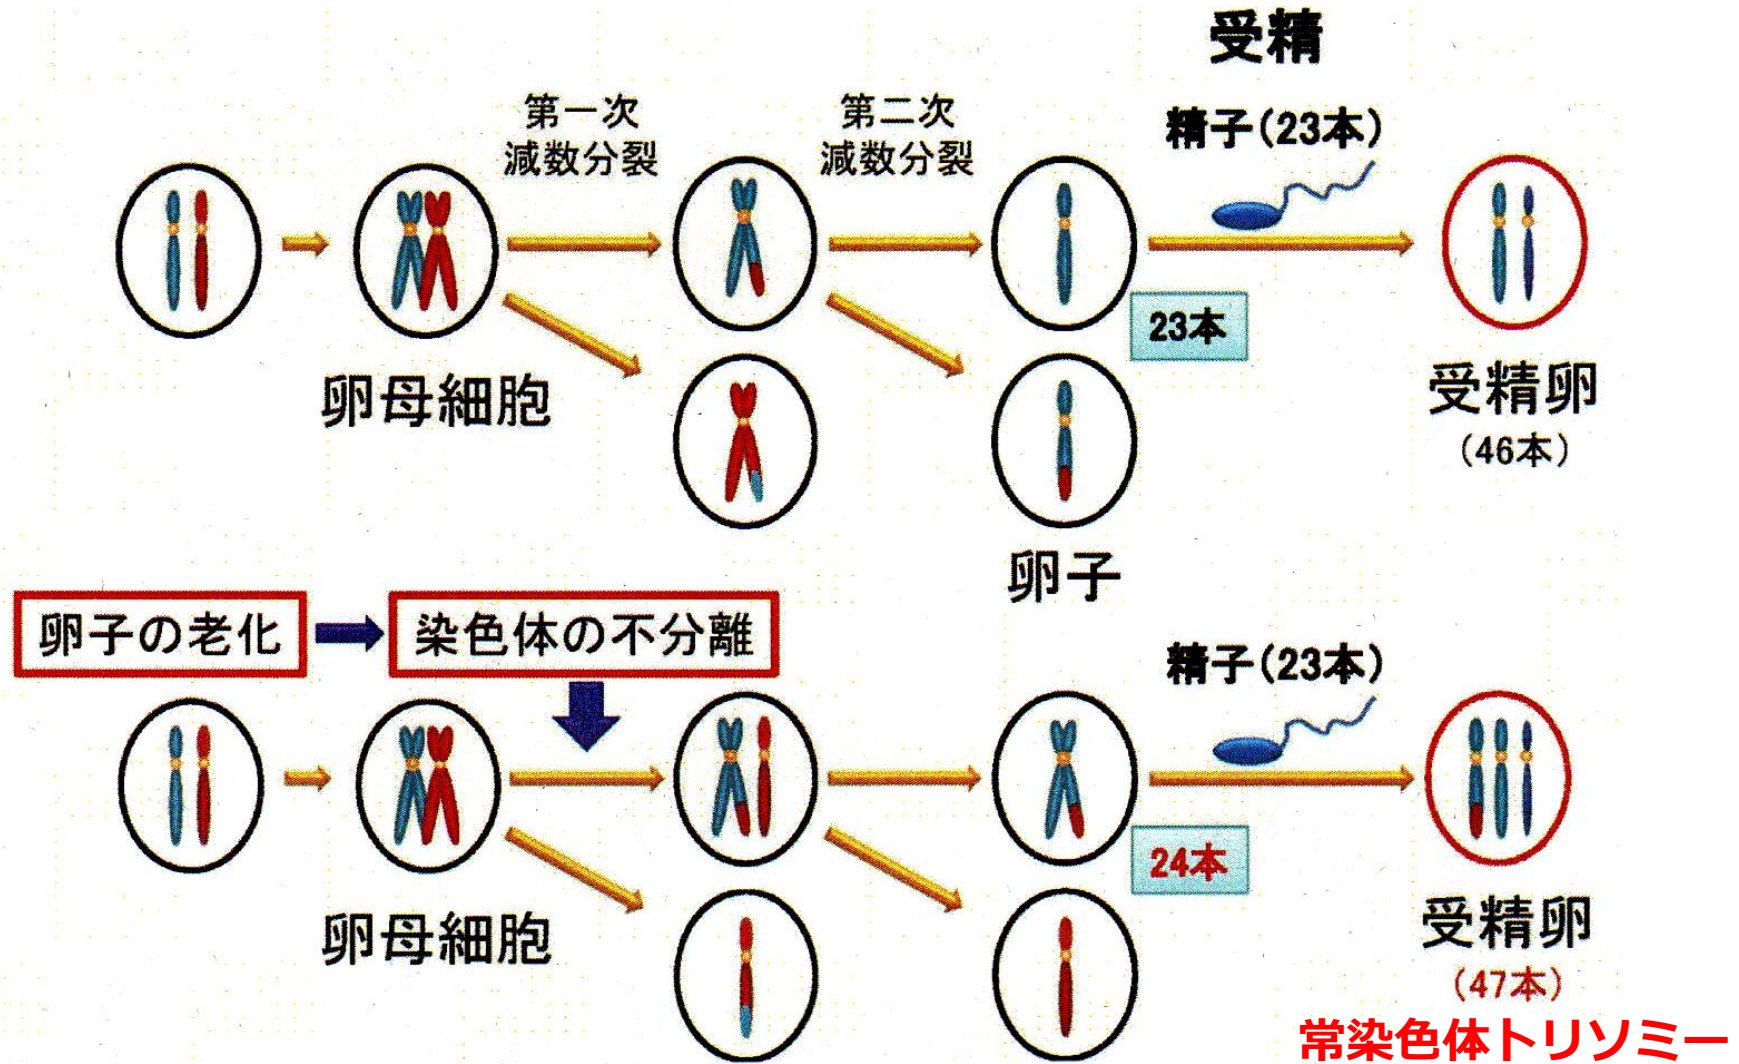 受精
第一次
減数分裂
第二次
減数分裂
精子(23本)
23本
卵母細胞
受精卵
(46本)
卵子
卵子の老化
染色体の不分離
精子(23本)
24本
卵母細胞
受精卵
(47本)
常染色体トリソミー